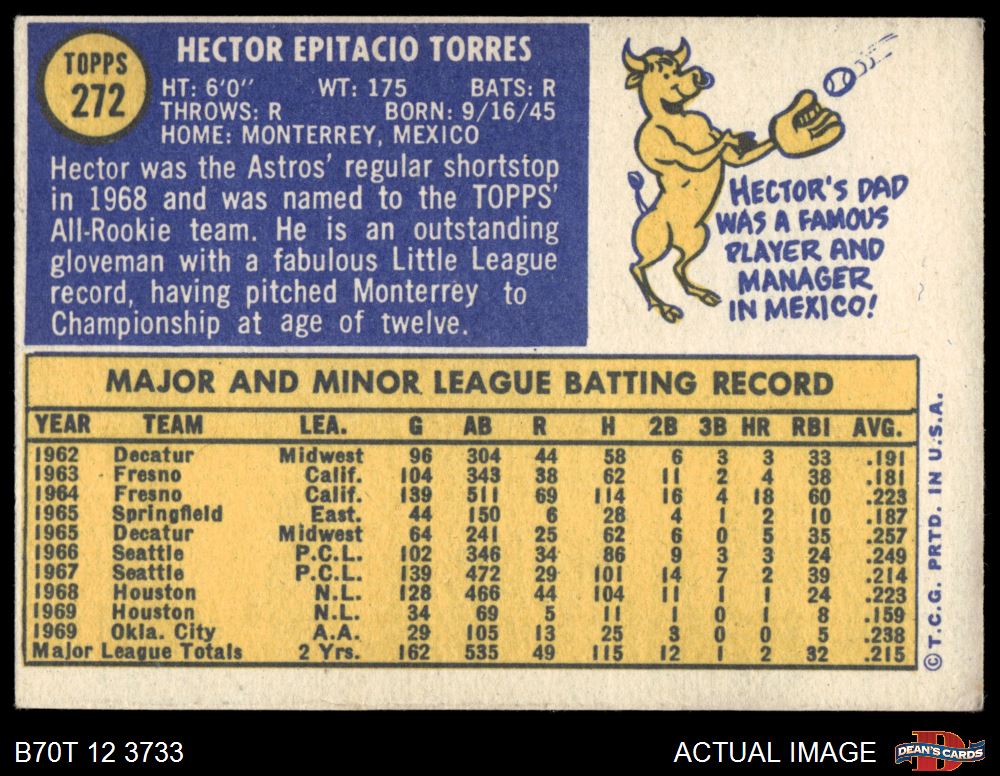 TOPPS
272
HECTOR EPITACIO TORRES
HT: 6'0" WT: 175 BATS: R
THROWS: R BORN: 9/16/45
HOME: MONTERREY, MEXICO
Hector was the Astros' regular shortstop
in 1968 and was named to the TOPPS'
All-Rookie team. He is an outstanding
gloveman with a fabulous Little League
record, having pitched Monterrey to
Championship at age of twelve.
HECTOR'S DAD
WAS A FAMOUS
PLAYER AND
MANAGER
IN MEXICO!
MAJOR AND MINOR LEAGUE BATTING RECORD
YEAR TEAM LEA. G AB R H 2B 3B HR RBI AVG.
1962 Decatur Midwest 96 304 44 58 6 3 3 33 .191
1963 Fresno Calif. 104 343 38 62 11 2 4 38 .181
1964 Fresno Calif. 139 511 69 114 16 4 18 60 .223
1965 Springfield East. 44 150 6 28 4 1 2 10 .187
1965 Decatur Midwest 64 241 25 62 6 0 5 35 .257
1966 Seattle P.C.L. 102 346 34 86 9 3 3 24 .249
1967 Seattle P.C.L. 139 472 29 101 14 7 2 39 .214
1968 Houston N.L. 128 466 44 104 11 1 1 24 .223
1969 Houston N.L. 34 69 5 11 1 0 1 8 .159
1969 Okla. City A.A. 29 105 13 25 3 0 0 5 .238
Major League Totals 2 Yrs. 162 535 49 115 12 1 2 32 .215
©T.C.G. PRTD. IN U.S.A.
B70T 12 3733
ACTUAL IMAGE
D
DEAN'S CARDS